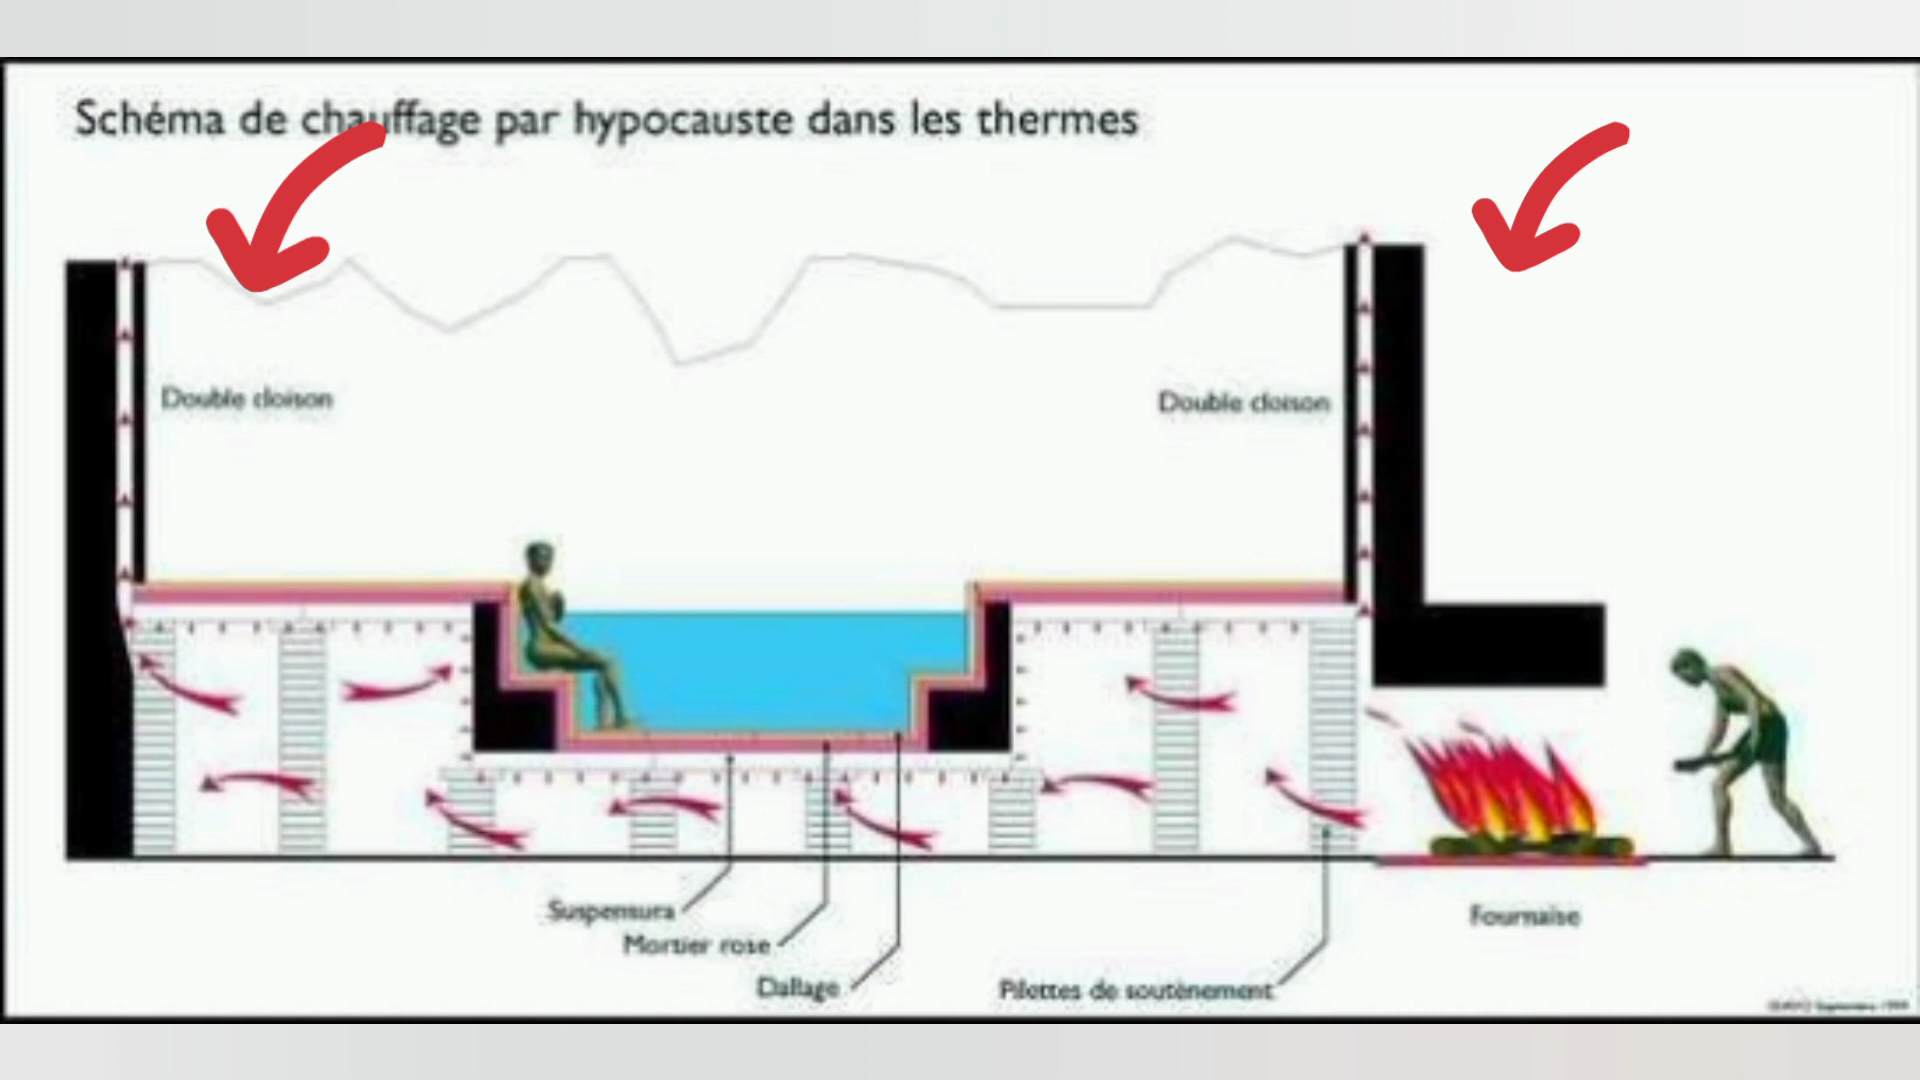 Schéma de chauffage par hypocauste dans les thermes
Double cloison
Double cloison
Suspensura
Mortier rose
Dallage
Pilettes de soutènement
Fournaise